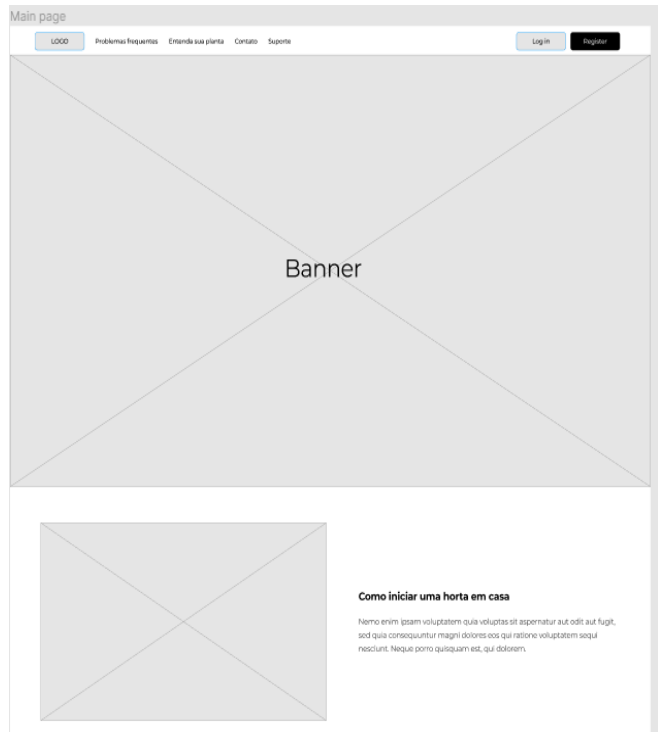 Main page
LOGO Problemas frequentes Entenda sua planta Contato Suporte Log in Register
Banner
Como iniciar uma horta em casa
Nemo enim ipsam voluptatem quia voluptas sit aspernatur aut odit aut fugit,
sed quia consequuntur magni dolores eos qui ratione voluptatem sequi
nesciunt. Neque porro quisquam est, qui dolorem.